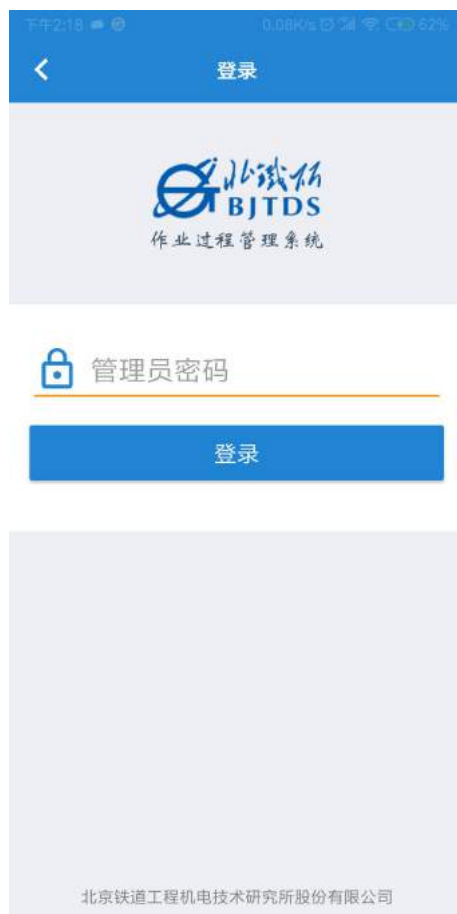 下午2:18 0.08K/s 62%
登录
北铁所
BJTDS
作业过程管理系统
管理员密码
登录
北京铁道工程机电技术研究所股份有限公司